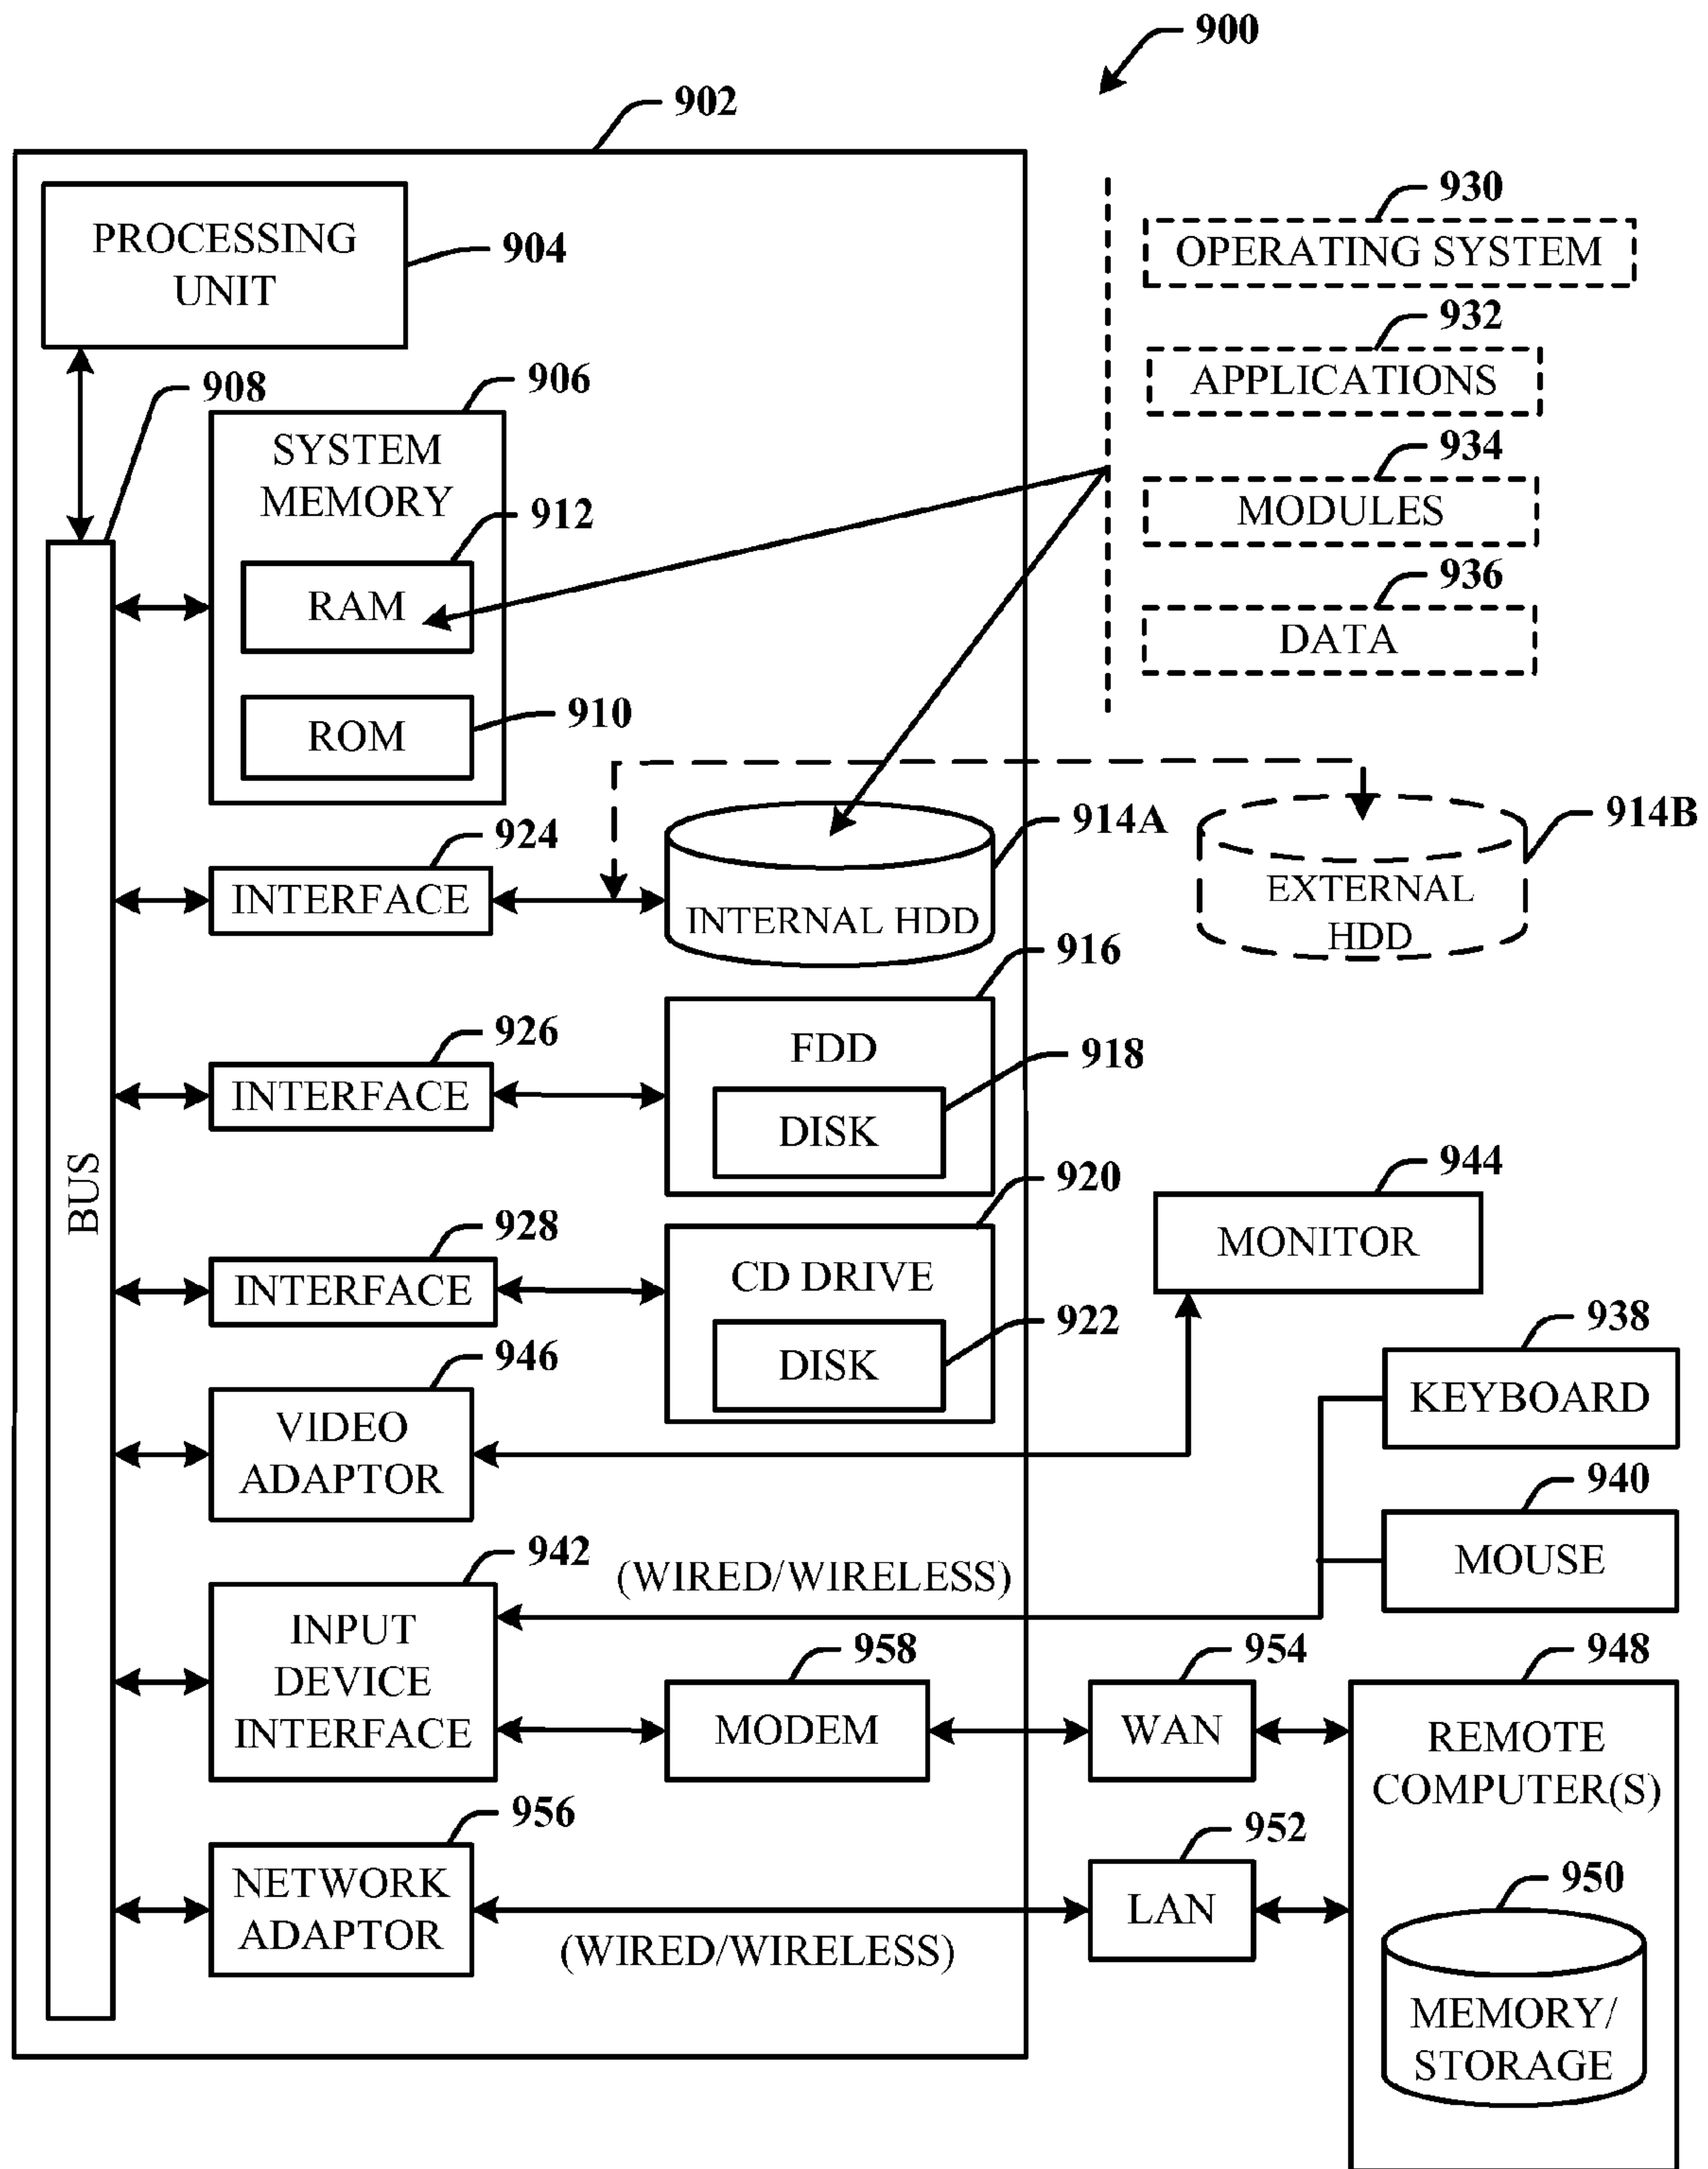 900
902
PROCESSING
UNIT
904
930
OPERATING SYSTEM
932
APPLICATIONS
934
MODULES
936
DATA
908
906
SYSTEM
MEMORY
912
RAM
910
ROM
924
INTERFACE
914A
INTERNAL HDD
914B
EXTERNAL
HDD
916
FDD
918
DISK
926
INTERFACE
BUS
920
CD DRIVE
922
DISK
928
INTERFACE
944
MONITOR
946
VIDEO
ADAPTOR
938
KEYBOARD
940
MOUSE
942
INPUT
DEVICE
INTERFACE
(WIRED/WIRELESS)
958
MODEM
954
WAN
948
REMOTE
COMPUTER(S)
956
NETWORK
ADAPTOR
(WIRED/WIRELESS)
952
LAN
950
MEMORY/
STORAGE